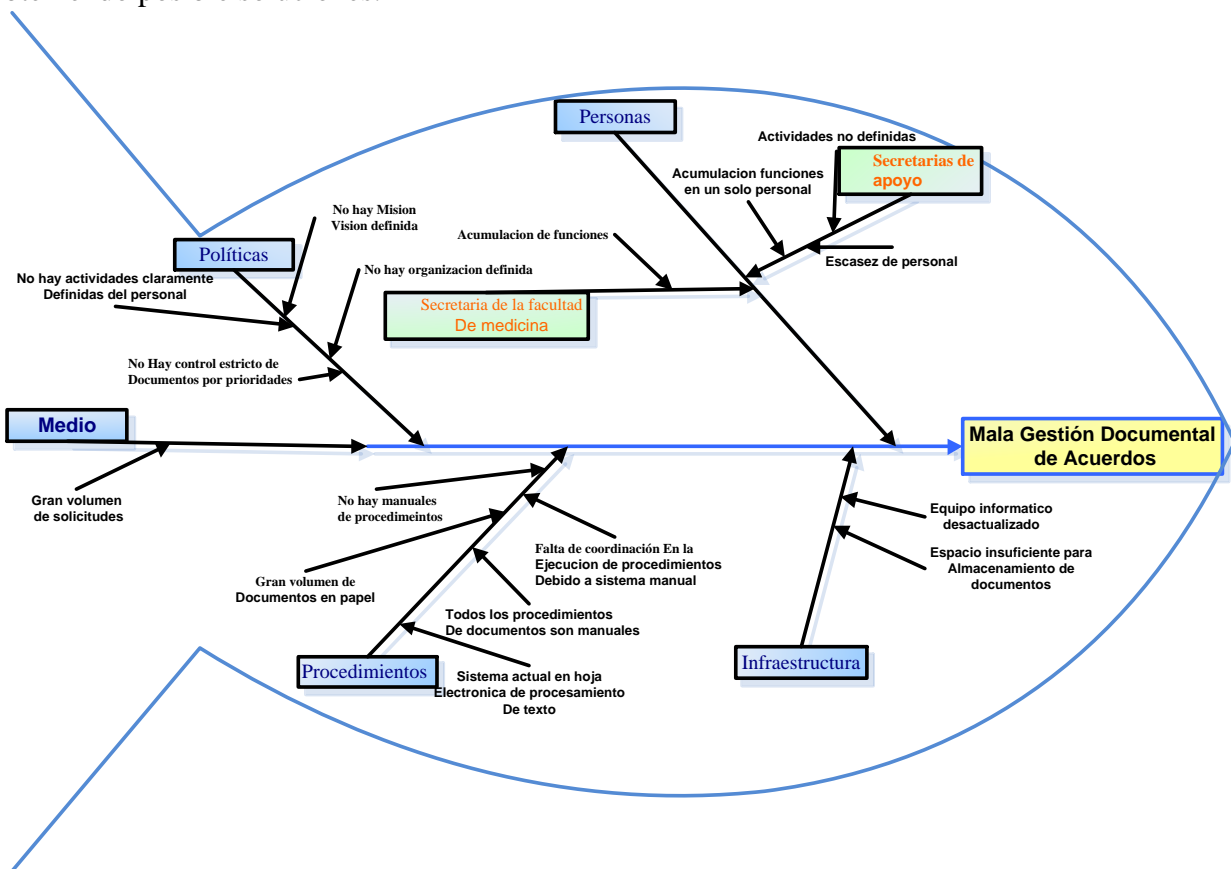 Personas
Actividades no definidas
Secretarias de
apoyo
Acumulacion funciones
en un solo personal
Escasez de personal
Acumulacion de funciones
Secretaria de la facultad
De medicina
No hay Mision
Vision definida
Políticas
No hay actividades claramente
Definidas del personal
No hay organizacion definida
No Hay control estricto de
Documentos por prioridades
Medio
Gran volumen
de solicitudes
Mala Gestión Documental
de Acuerdos
No hay manuales
de procedimeintos
Gran volumen de
Documentos en papel
Falta de coordinación En la
Ejecucion de procedimientos
Debido a sistema manual
Todos los procedimientos
De documentos son manuales
Procedimientos
Sistema actual en hoja
Electronica de procesamiento
De texto
Equipo informatico
desactualizado
Espacio insuficiente para
Almacenamiento de
documentos
Infraestructura